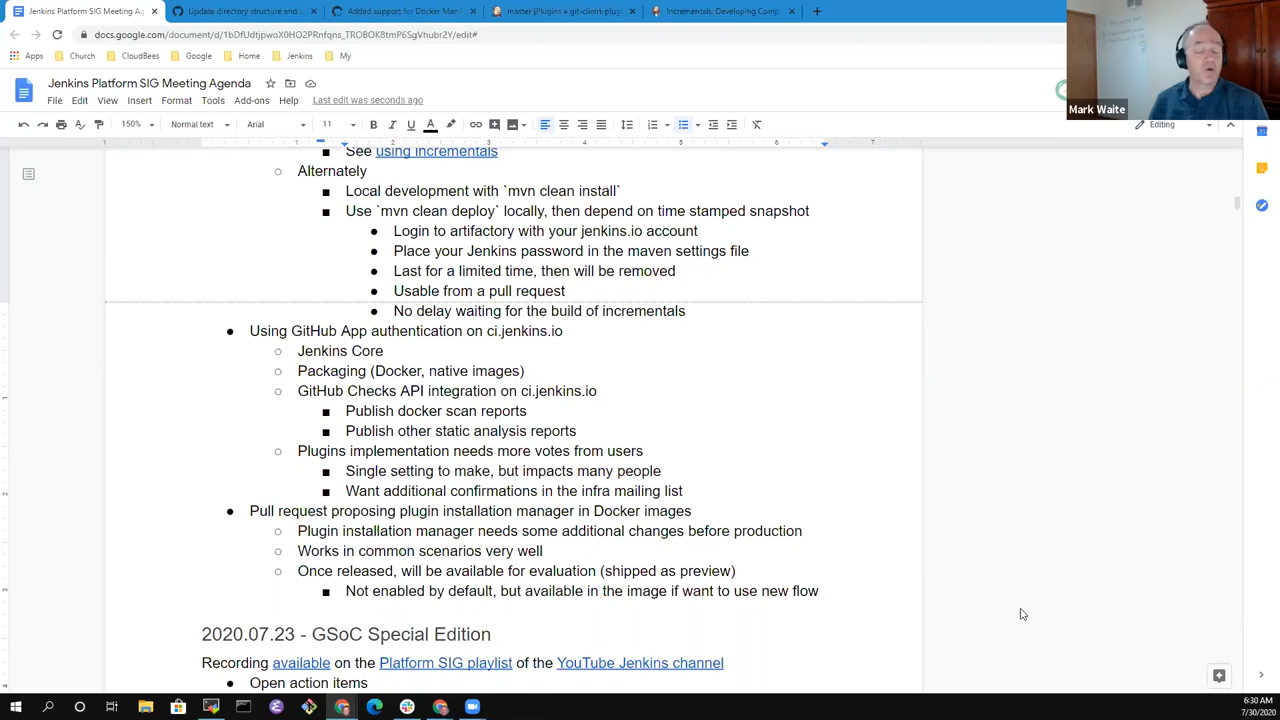 Jenkins Platform SIG Meeting Ag
Update directory structure and
Added support for Docker Man
master [Plugins » git-client-plug
Incrementals: Developing Comp
docs.google.com/document/d/1bDfUdtjpwoX0HO2PRnfqns_TROBOK8tmP6SgVhubr2Y/edit#
Apps Church CloudBees Google Home Jenkins My
Jenkins Platform SIG Meeting Agenda
File Edit View Insert Format Tools Add-ons Help Last edit was seconds ago
150% Normal text Arial 11 B I U A Editing
Mark Waite
1 1 2 3 4 5 6 7
See using incrementals
Alternately
Local development with `mvn clean install`
Use `mvn clean deploy` locally, then depend on time stamped snapshot
Login to artifactory with your jenkins.io account
Place your Jenkins password in the maven settings file
Last for a limited time, then will be removed
Usable from a pull request
No delay waiting for the build of incrementals
Using GitHub App authentication on ci.jenkins.io
Jenkins Core
Packaging (Docker, native images)
GitHub Checks API integration on ci.jenkins.io
Publish docker scan reports
Publish other static analysis reports
Plugins implementation needs more votes from users
Single setting to make, but impacts many people
Want additional confirmations in the infra mailing list
Pull request proposing plugin installation manager in Docker images
Plugin installation manager needs some additional changes before production
Works in common scenarios very well
Once released, will be available for evaluation (shipped as preview)
Not enabled by default, but available in the image if want to use new flow
2020.07.23 - GSoC Special Edition
Recording available on the Platform SIG playlist of the YouTube Jenkins channel
Open action items
6:30 AM
7/30/2020